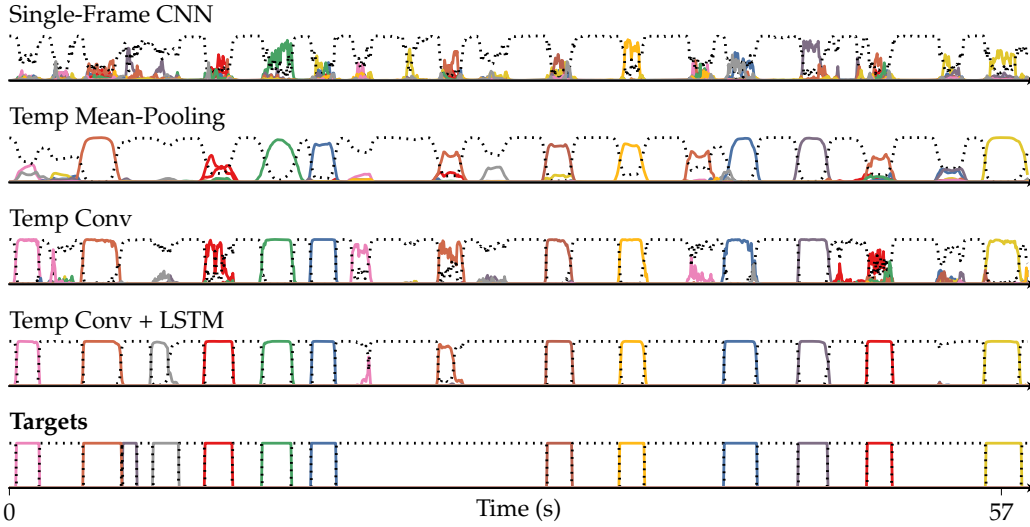 Single-Frame CNN
Temp Mean-Pooling
Temp Conv
Temp Conv + LSTM
Targets
0 Time (s) 57